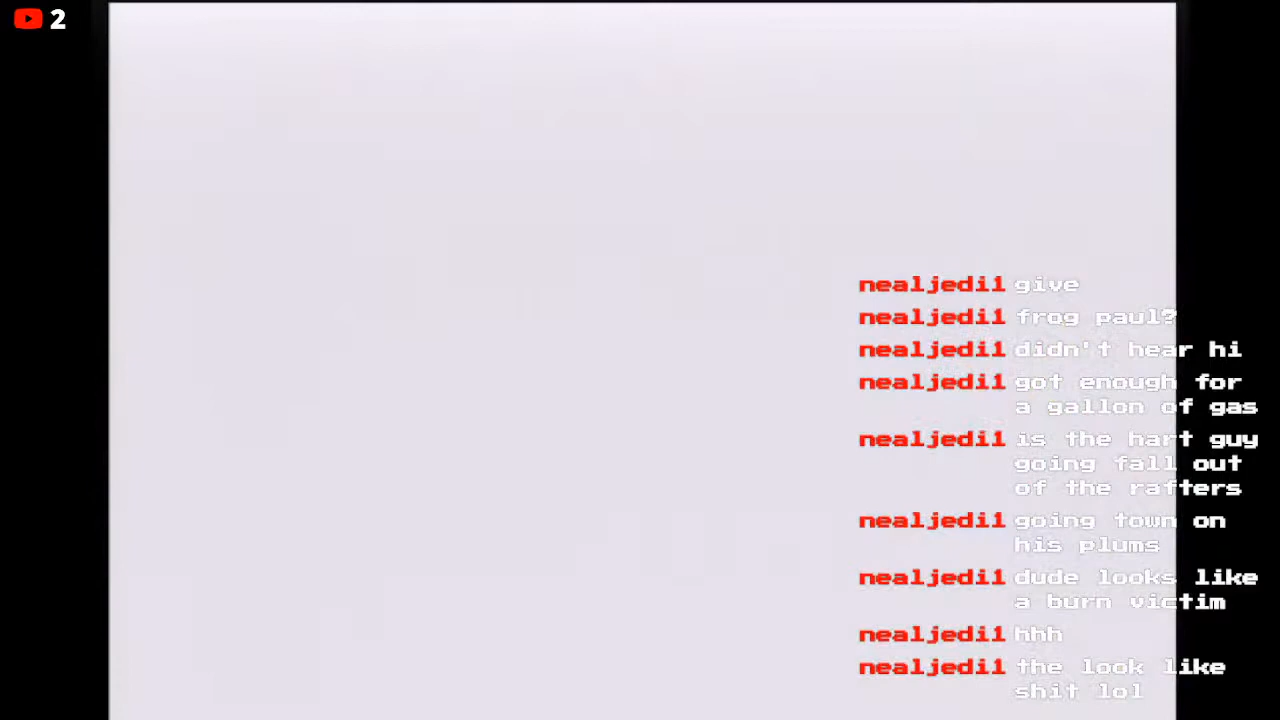 2
nealjedi1 give
nealjedi1 frog paul?
nealjedi1 didn't hear hi
nealjedi1 got enough for
a gallon of gas
nealjedi1 is the hart guy
going fall out
of the rafters
nealjedi1 going town on
his plums
nealjedi1 dude looks like
a burn victim
nealjedi1 hhh
nealjedi1 the look like
shit lol